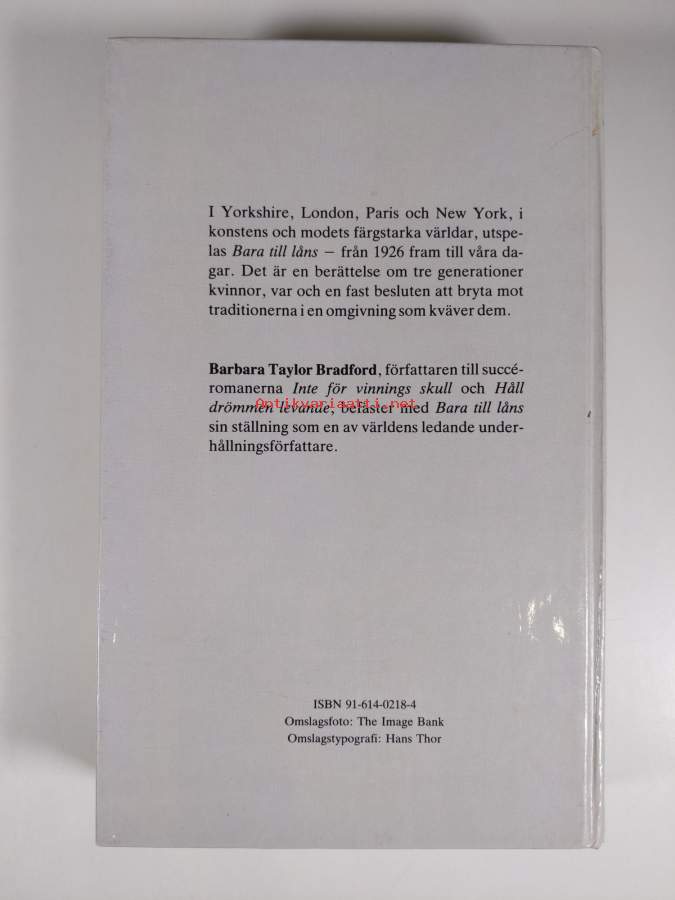 I Yorkshire, London, Paris och New York, i
konstens och modets färgstarka världar, utspe-
las Bara till låns – från 1926 fram till våra da-
gar. Det är en berättelse om tre generationer
kvinnor, var och en fast besluten att bryta mot
traditionerna i en omgivning som kväver dem.
Barbara Taylor Bradford, författaren till succé-
romanerna Inte för vinnings skull och Håll
Antikvariaatti.net
drömmen levande, befäster med Bara till låns
sin ställning som en av världens ledande under-
hållningsförfattare.
ISBN 91-614-0218-4
Omslagsfoto: The Image Bank
Omslagstypografi: Hans Thor